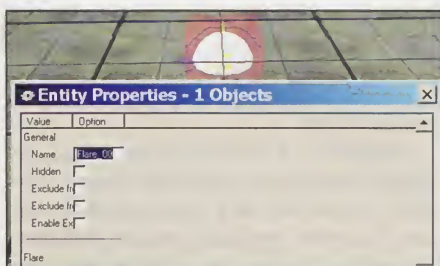 Entity Properties - 1 Objects
Value Option
General
Name Flare_00
Hidden
Exclude fr
Exclude fr
Enable Ex
Flare